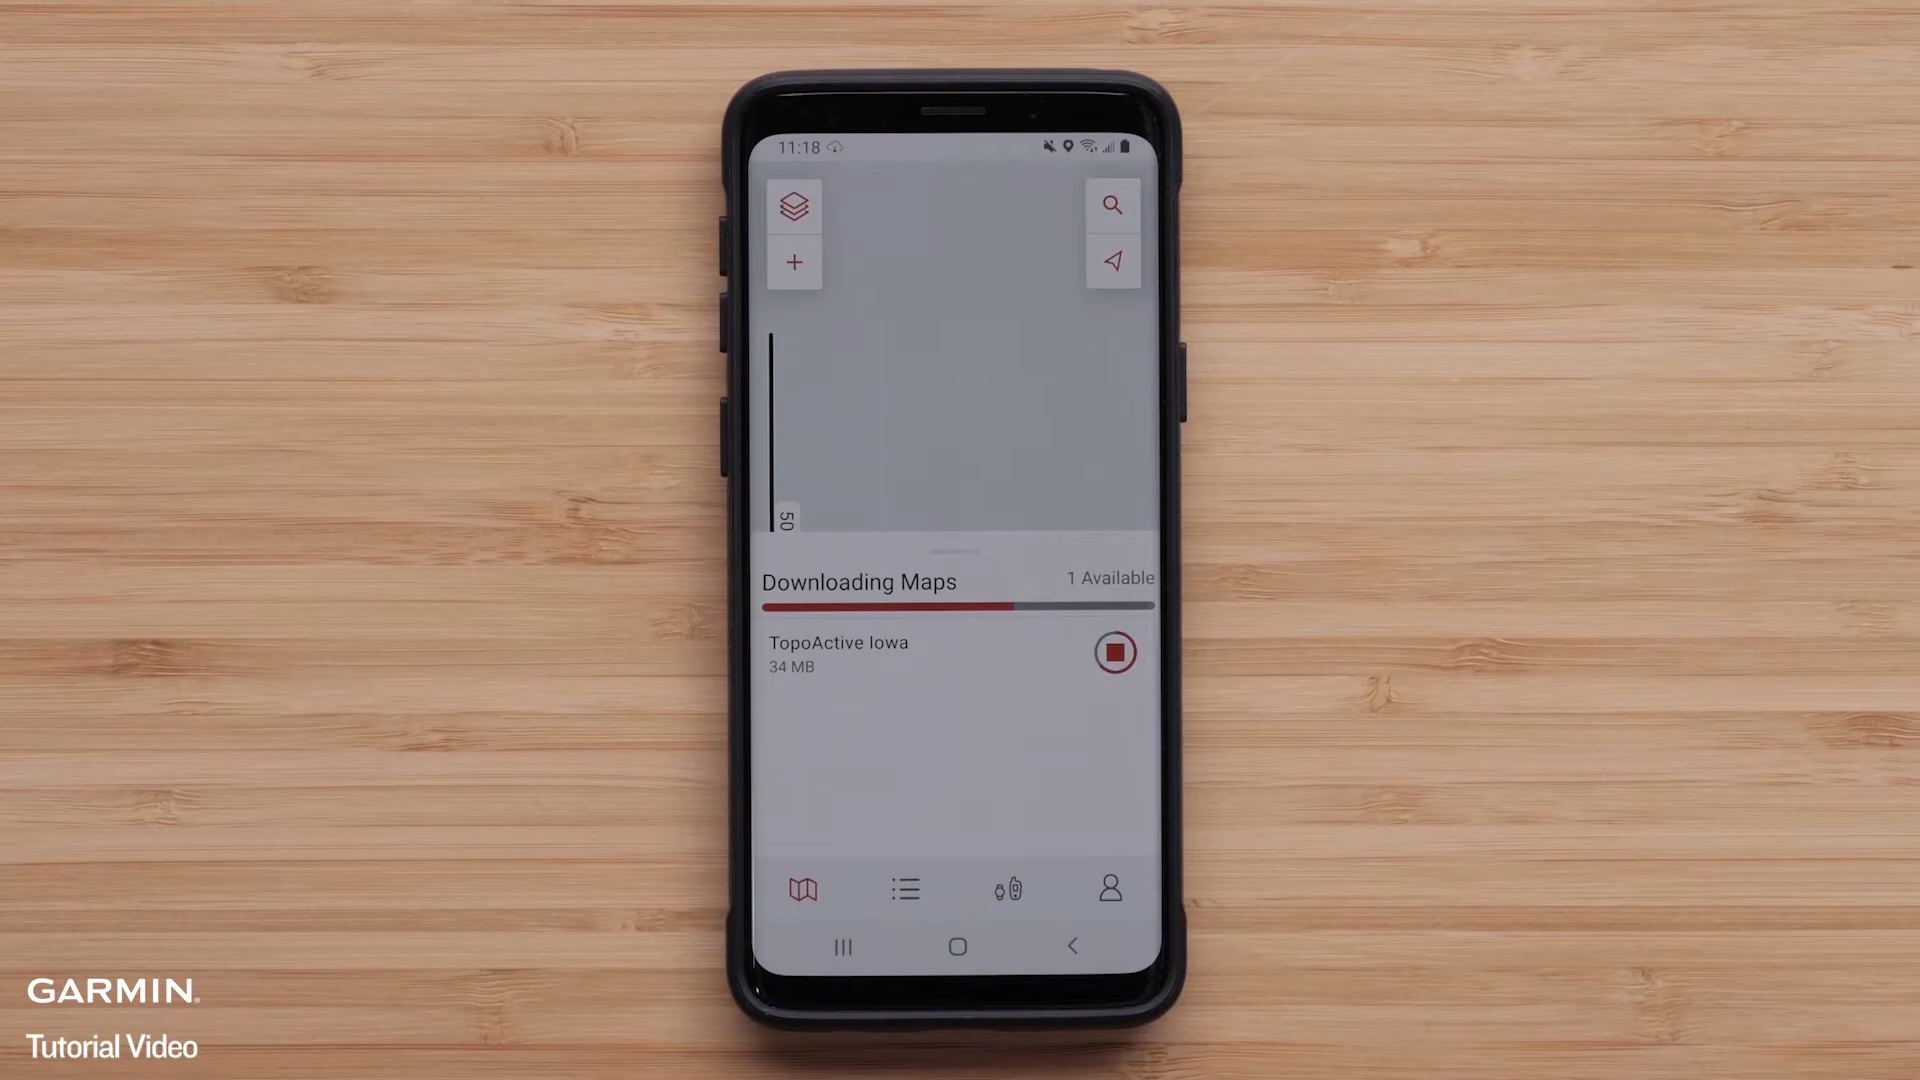 11:18
50
Downloading Maps
1 Available
TopoActive Iowa
34 MB
GARMIN.
Tutorial Video